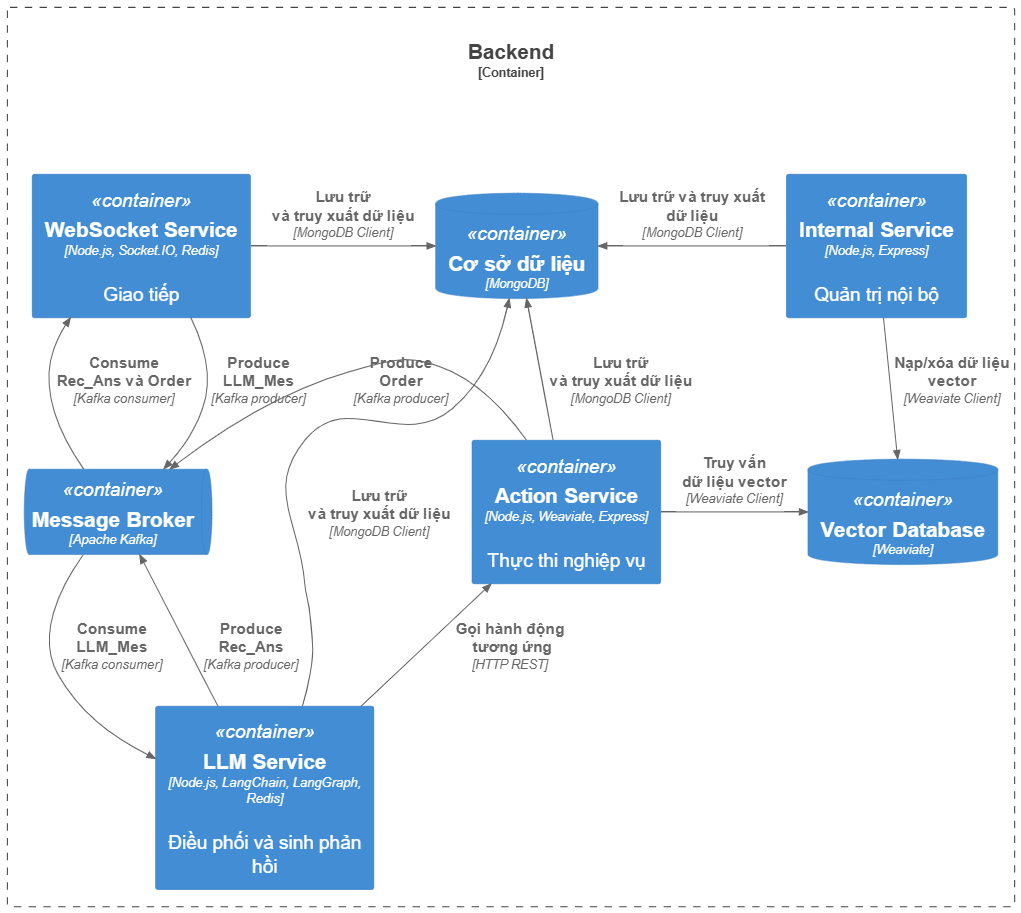 Backend
[Container]
«container»
WebSocket Service
[Node.js, Socket.IO, Redis]
Giao tiếp
Lưu trữ
và truy xuất dữ liệu
[MongoDB Client]
«container»
Cơ sở dữ liệu
[MongoDB]
Lưu trữ và truy xuất
dữ liệu
[MongoDB Client]
«container»
Internal Service
[Node.js, Express]
Quản trị nội bộ
Consume
Rec_Ans và Order
[Kafka consumer]
Produce
LLM_Mes
[Kafka producer]
Produce
Order
[Kafka producer]
Lưu trữ
và truy xuất dữ liệu
[MongoDB Client]
Nạp/xóa dữ liệu
vector
[Weaviate Client]
«container»
Message Broker
[Apache Kafka]
Lưu trữ
và truy xuất dữ liệu
[MongoDB Client]
«container»
Action Service
[Node.js, Weaviate, Express]
Thực thi nghiệp vụ
Truy vấn
dữ liệu vector
[Weaviate Client]
«container»
Vector Database
[Weaviate]
Consume
LLM_Mes
[Kafka consumer]
Produce
Rec_Ans
[Kafka producer]
Gọi hành động
tương ứng
[HTTP REST]
«container»
LLM Service
[Node.js, LangChain, LangGraph,
Redis]
Điều phối và sinh phản
hồi